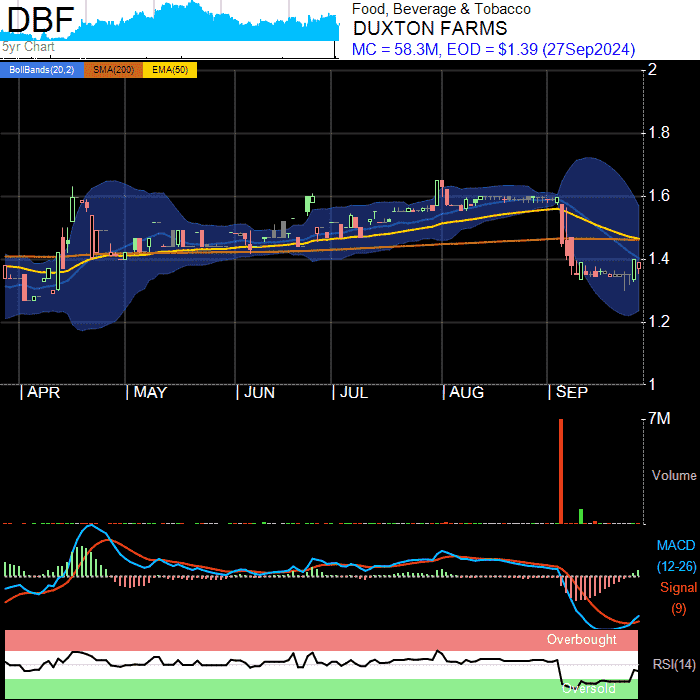 DBF
5yr Chart
Food, Beverage & Tobacco
DUXTON FARMS
MC = 58.3M, EOD = $1.39 (27Sep2024)
BollBands(20,2) SMA(200) EMA(50)
2
1.8
1.6
1.4
1.2
1
APR MAY JUN JUL AUG SEP
7M
Volume
MACD
(12-26)
Signal
(9)
Overbought
RSI(14)
Oversold